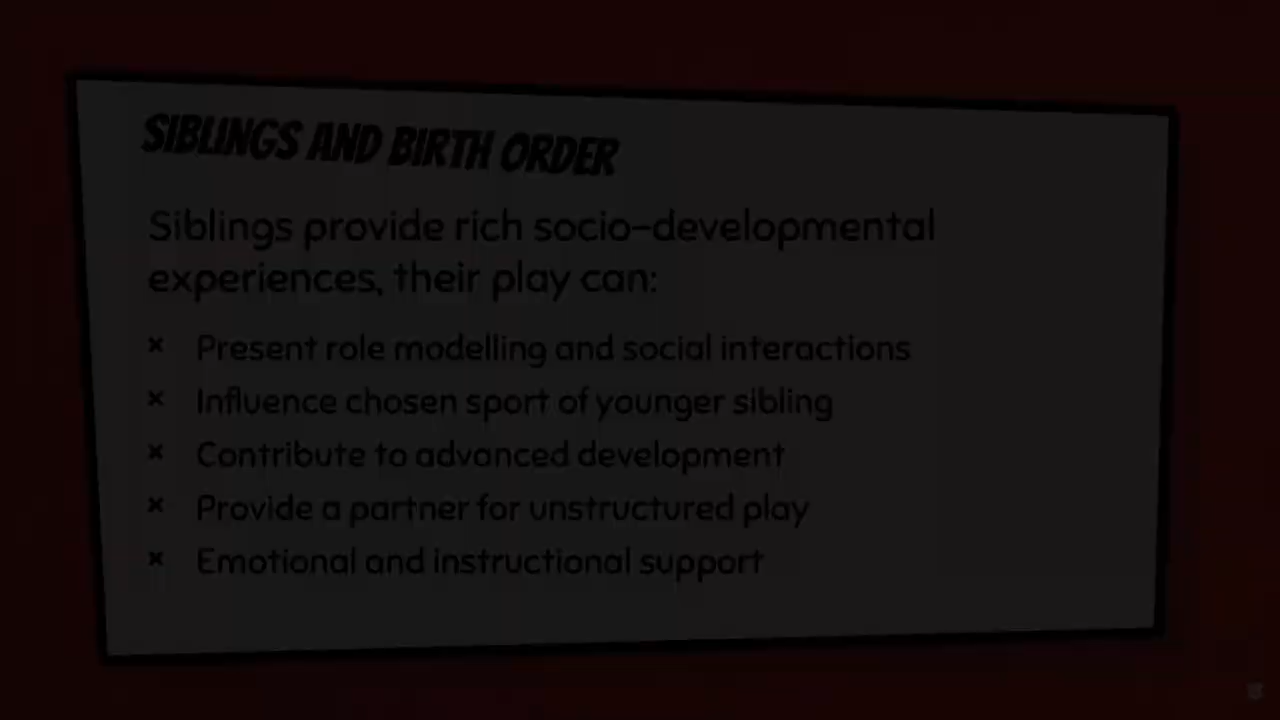 SIBLINGS AND BIRTH ORDER
Siblings provide rich socio-developmental
experiences, their play can:
× Present role modelling and social interactions
× Influence chosen sport of younger sibling
× Contribute to advanced development
× Provide a partner for unstructured play
× Emotional and instructional support